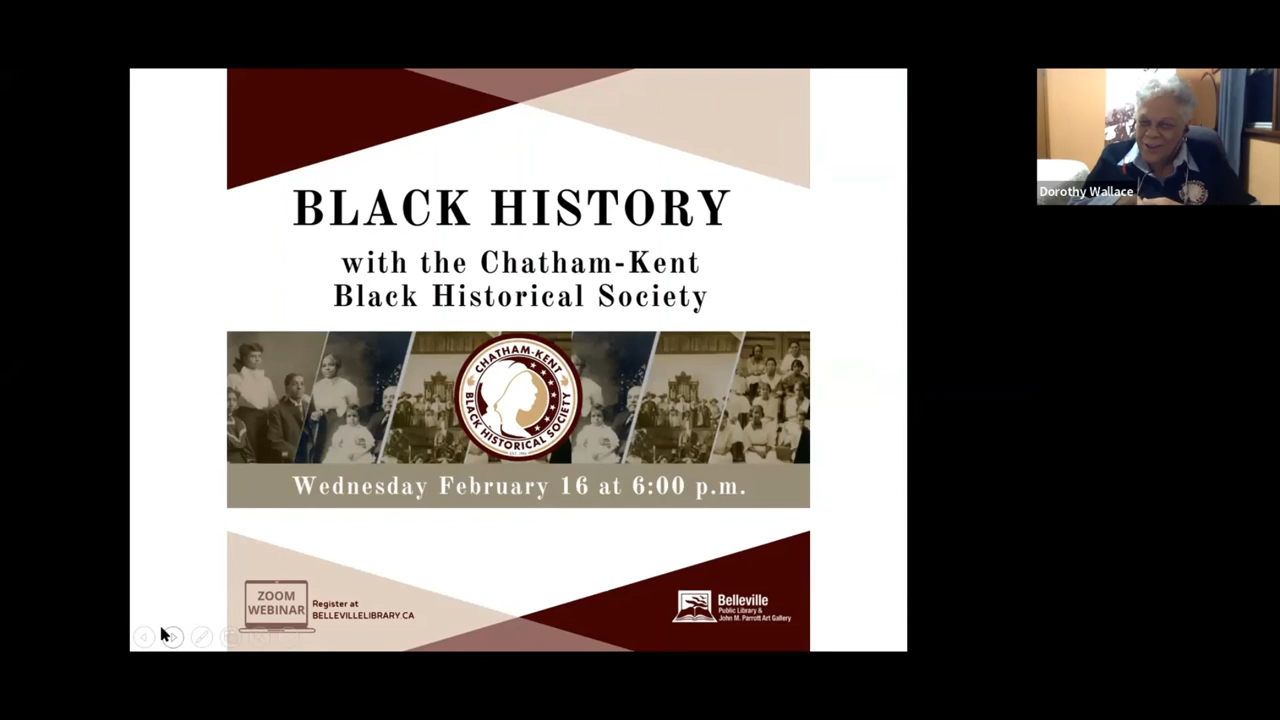 BLACK HISTORY
with the Chatham-Kent
Black Historical Society
CHATHAM-KENT
BLACK HISTORICAL SOCIETY
Wednesday February 16 at 6:00 p.m.
ZOOM
WEBINAR
Register at
BELLEVILLELIBRARY.CA
Belleville
Public Library &
John M. Parrott Art Gallery
Dorothy Wallace